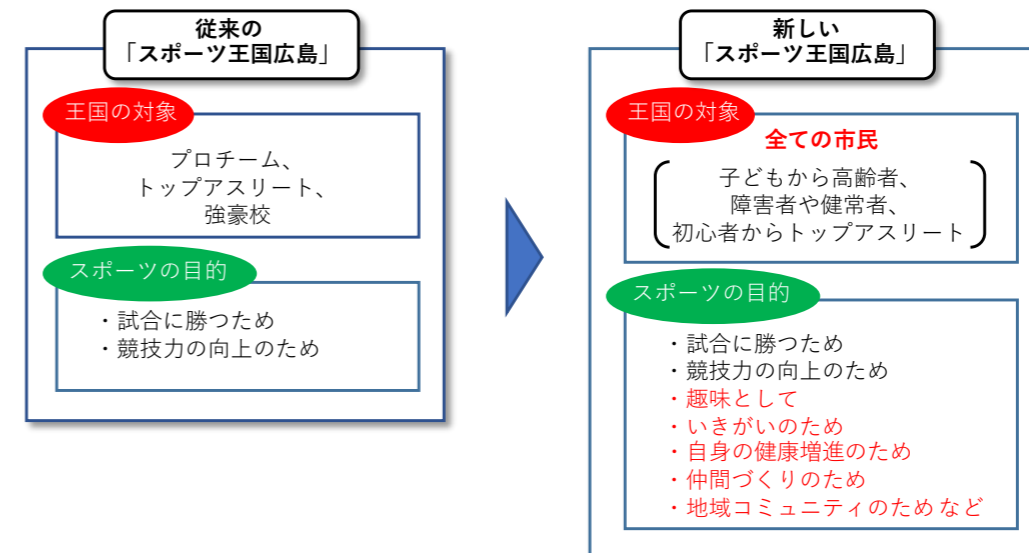 従来の
「スポーツ王国広島」
王国の対象
プロチーム、
トップアスリート、
強豪校
スポーツの目的
・試合に勝つため
・競技力の向上のため
新しい
「スポーツ王国広島」
王国の対象
全ての市民
子どもから高齢者、
障害者や健常者、
初心者からトップアスリート
スポーツの目的
・試合に勝つため
・競技力の向上のため
・趣味として
・いきがいのため
・自身の健康増進のため
・仲間づくりのため
・地域コミュニティのため など